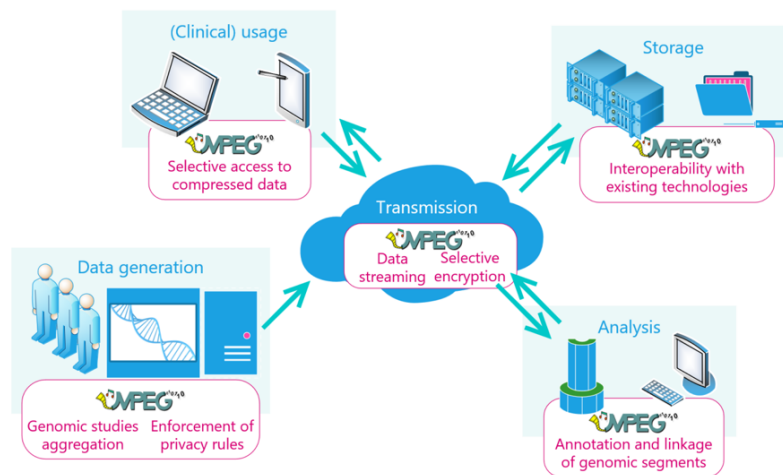 (Clinical) usage
MPEG
Selective access to
compressed data
Storage
MPEG
Interoperability with
existing technologies
Transmission
MPEG
Data
streaming
Selective
encryption
Data generation
MPEG
Genomic studies
aggregation
Enforcement of
privacy rules
Analysis
MPEG
Annotation and linkage
of genomic segments